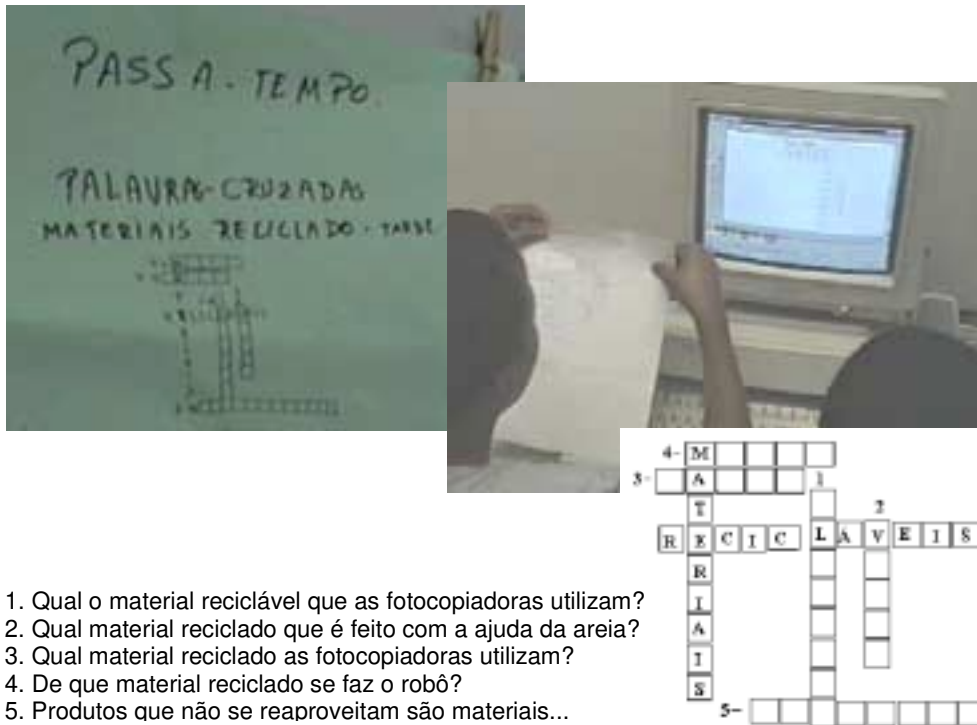 PASSA-TEMPO.
PALAVRAS-CRUZADAS
MATERIAIS RECICLADO - TARDE
4- M
3- A 1
T 2
R E C I C L A V E I S
R
I
A
I
S
5-
1. Qual o material reciclável que as fotocopiadoras utilizam?
2. Qual material reciclado que é feito com a ajuda da areia?
3. Qual material reciclado as fotocopiadoras utilizam?
4. De que material reciclado se faz o robô?
5. Produtos que não se reaproveitam são materiais...